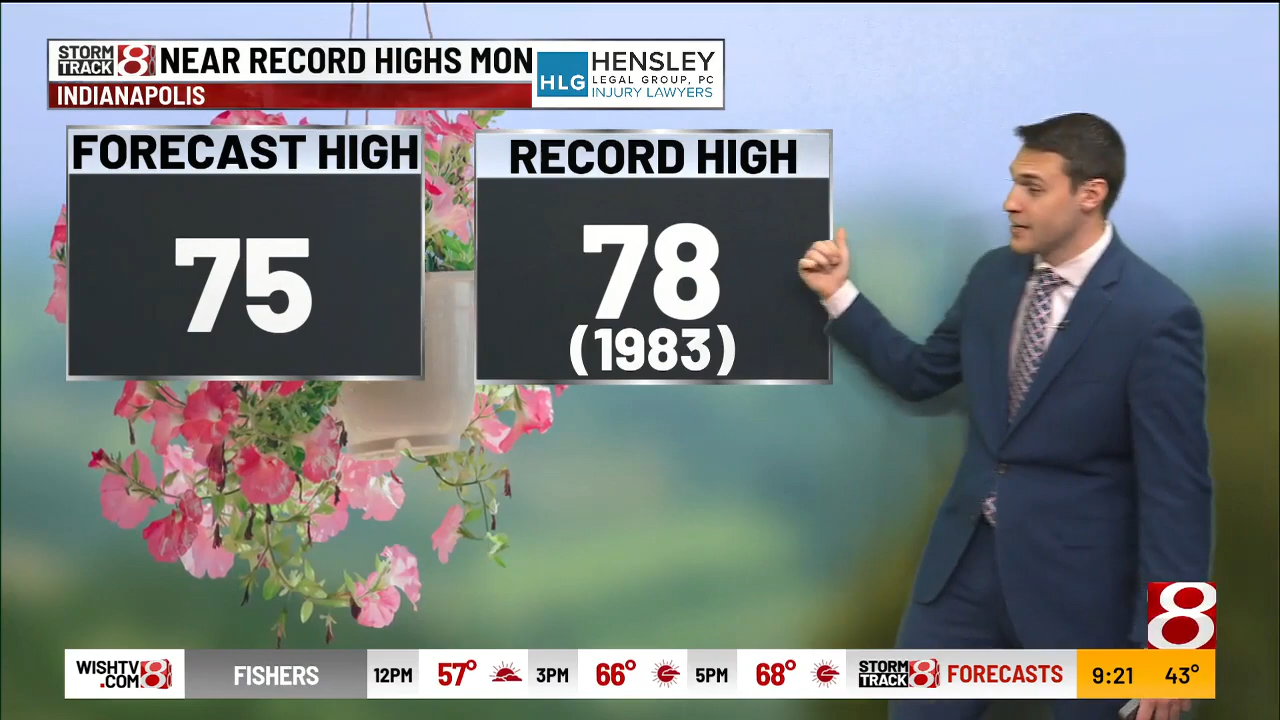 STORM TRACK 8 NEAR RECORD HIGHS MON
INDIANAPOLIS
HLG HENSLEY
LEGAL GROUP, PC
INJURY LAWYERS
FORECAST HIGH
75
RECORD HIGH
78
(1983)
8
WISHTV.COM 8 FISHERS 12PM 57° 3PM 66° 5PM 68° STORM TRACK 8 FORECASTS 9:21 43°